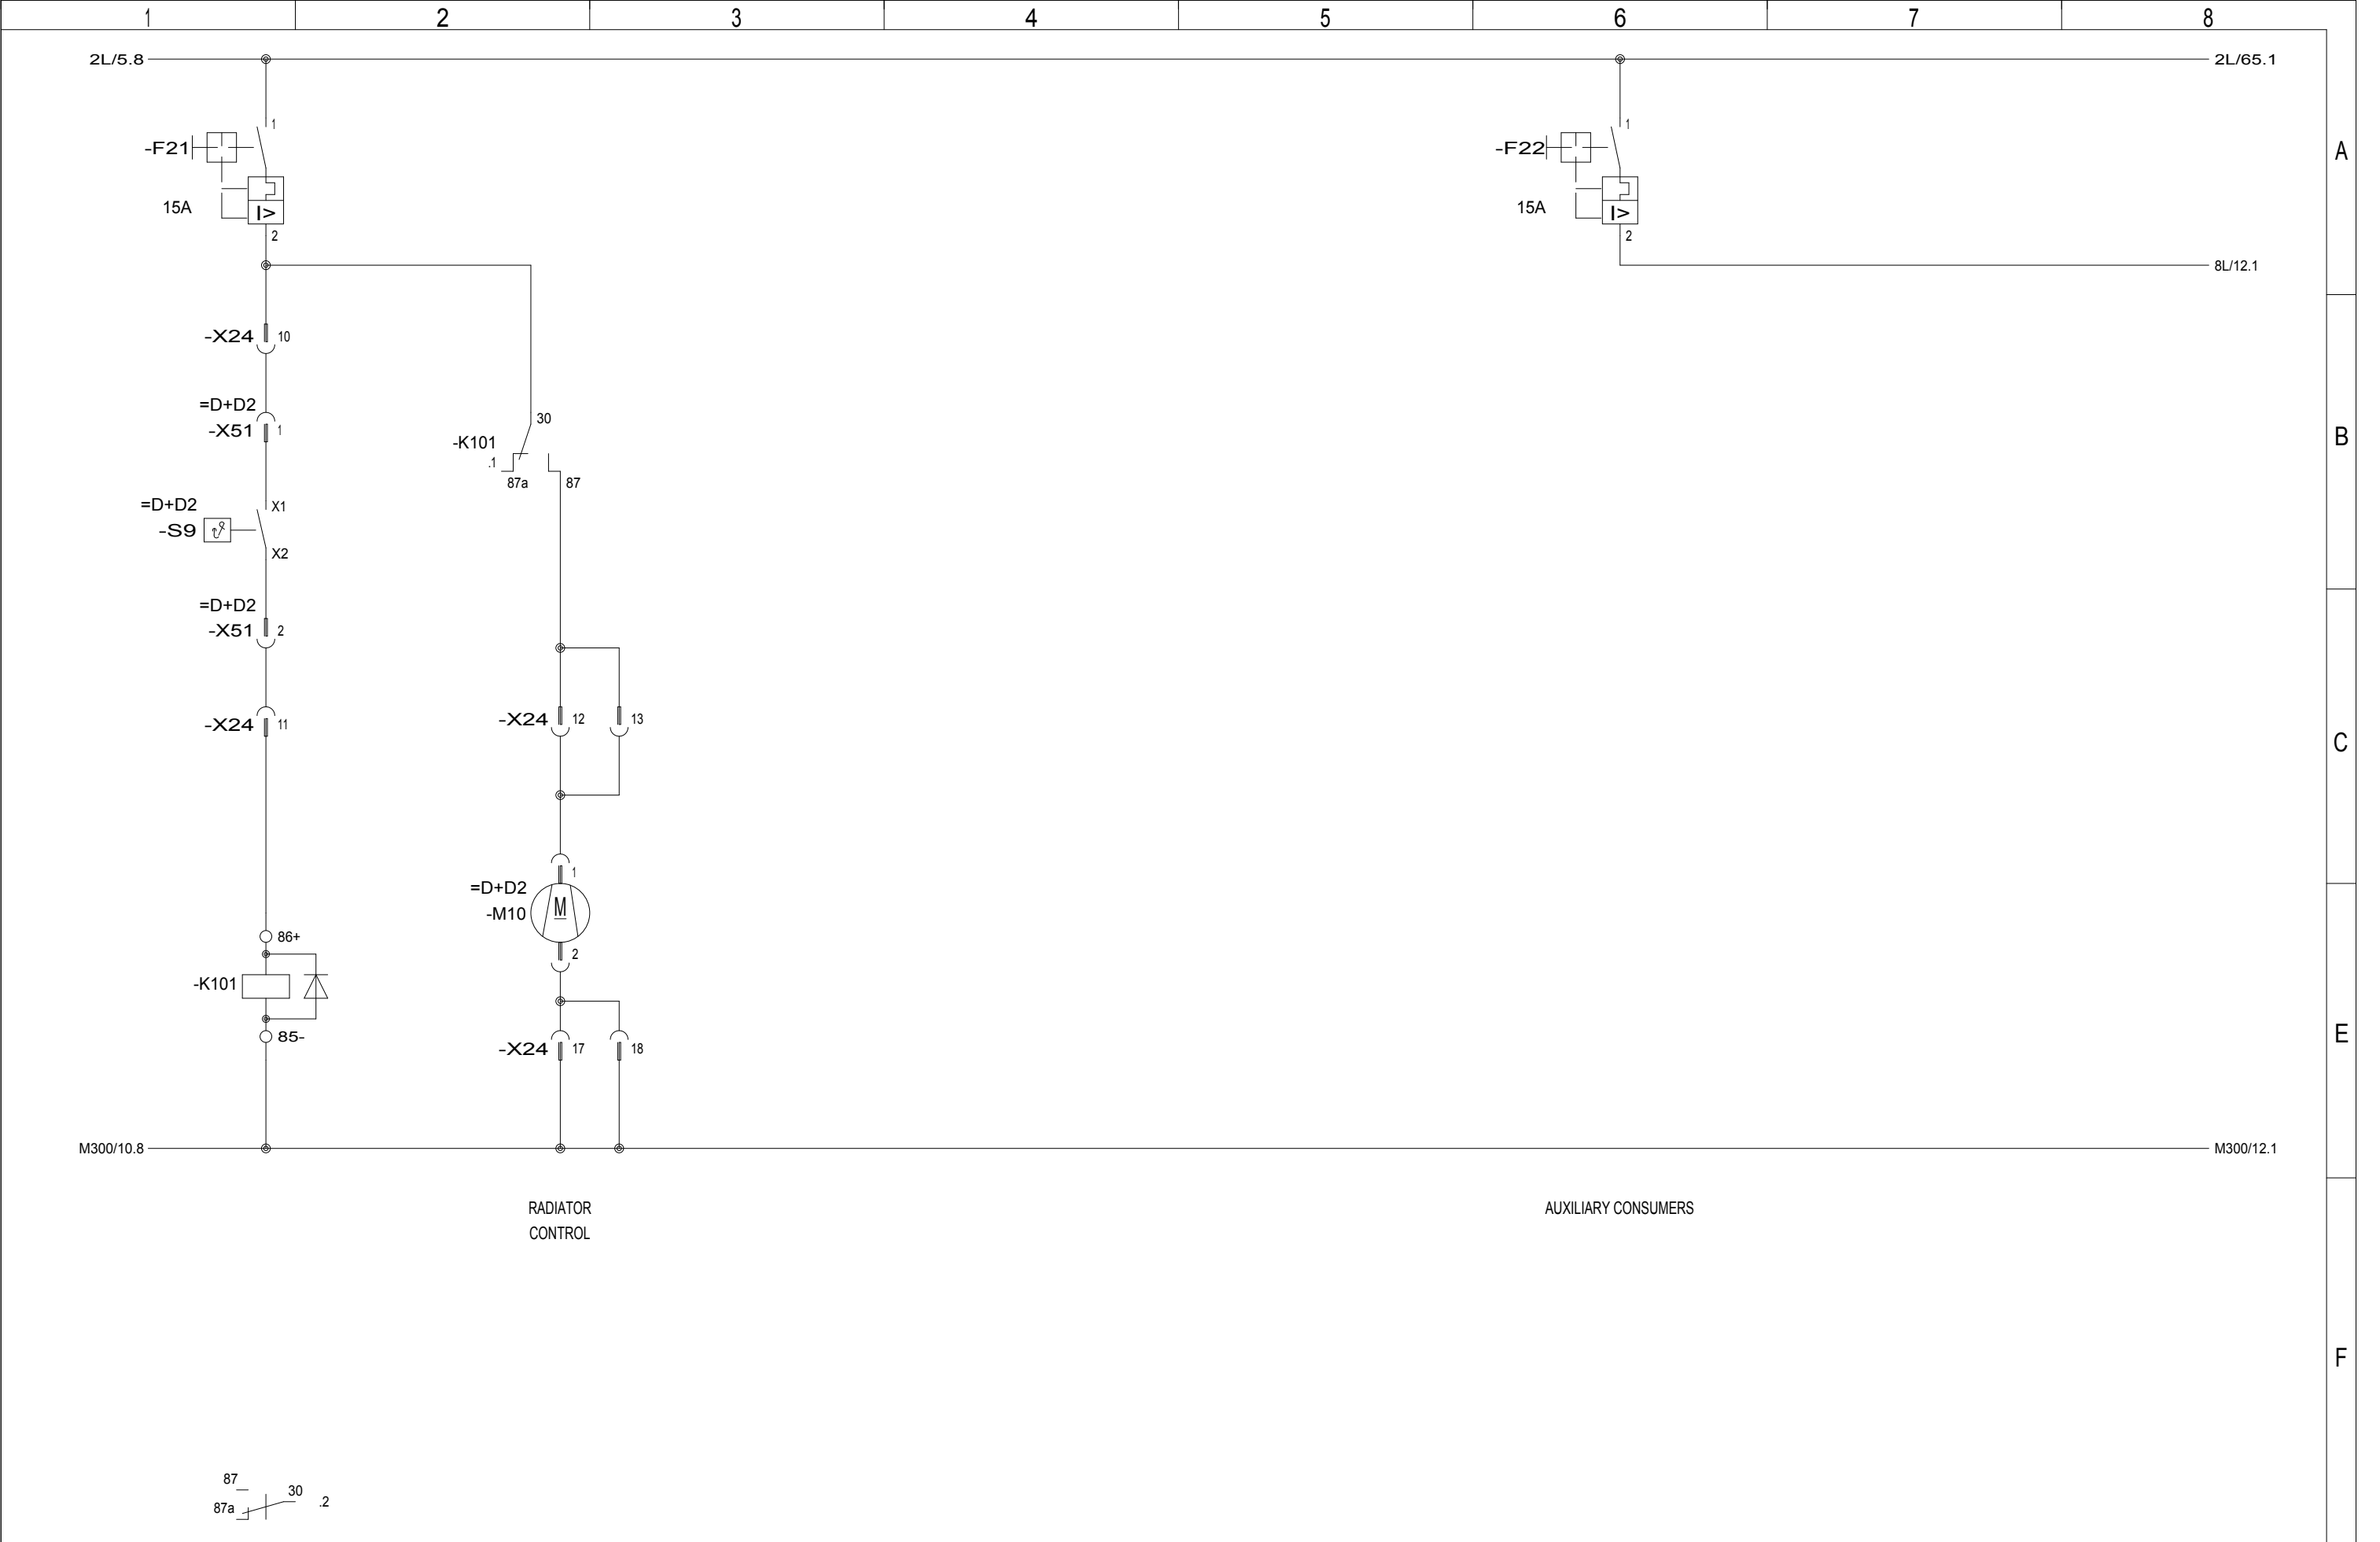 1 2 3 4 5 6 7 8
2L/5.8 2L/65.1
1 1
-F21 -F22 A
15A 15A
I> I>
2 2
8L/12.1
-X24 10
=D+D2
-X51 1
30
-K101 B
.1
87a 87
=D+D2 X1
-S9
X2
=D+D2
-X51 2
-X24 12 13
-X24 11
C
1
=D+D2
-M10 M
86+
2
-K101
85-
E
-X24 17 18
M300/10.8 M300/12.1
RADIATOR AUXILIARY CONSUMERS
CONTROL
F
87
30 .2
87a